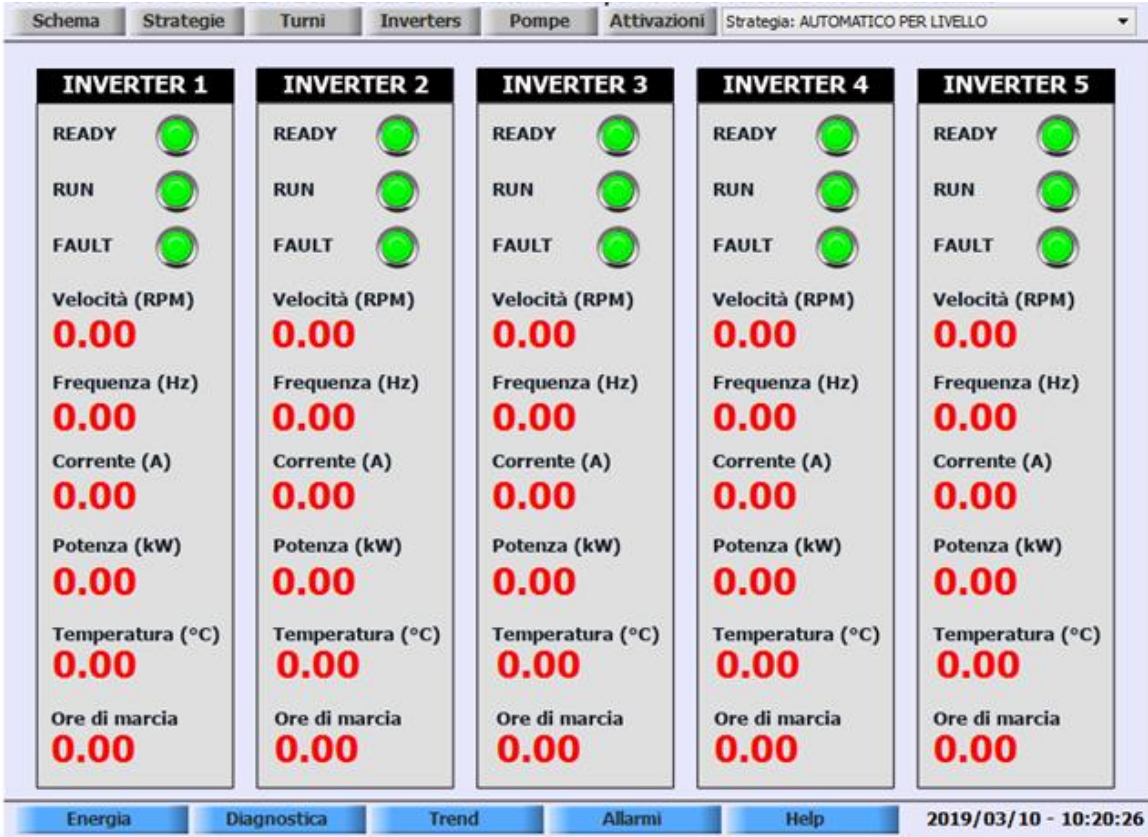 Schema Strategie Turni Inverters Pompe Attivazioni Strategia: AUTOMATICO PER LIVELLO
INVERTER 1 INVERTER 2 INVERTER 3 INVERTER 4 INVERTER 5
READY READY READY READY READY
RUN RUN RUN RUN RUN
FAULT FAULT FAULT FAULT FAULT
Velocità (RPM) Velocità (RPM) Velocità (RPM) Velocità (RPM) Velocità (RPM)
0.00 0.00 0.00 0.00 0.00
Frequenza (Hz) Frequenza (Hz) Frequenza (Hz) Frequenza (Hz) Frequenza (Hz)
0.00 0.00 0.00 0.00 0.00
Corrente (A) Corrente (A) Corrente (A) Corrente (A) Corrente (A)
0.00 0.00 0.00 0.00 0.00
Potenza (kW) Potenza (kW) Potenza (kW) Potenza (kW) Potenza (kW)
0.00 0.00 0.00 0.00 0.00
Temperatura (°C) Temperatura (°C) Temperatura (°C) Temperatura (°C) Temperatura (°C)
0.00 0.00 0.00 0.00 0.00
Ore di marcia Ore di marcia Ore di marcia Ore di marcia Ore di marcia
0.00 0.00 0.00 0.00 0.00
Energia Diagnostica Trend Allarmi Help 2019/03/10 - 10:20:26